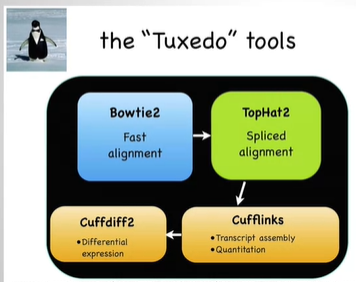 the “Tuxedo” tools
Bowtie2
Fast
alignment
TopHat2
Spliced
alignment
Cufflinks
•Transcript assembly
•Quantitation
Cuffdiff2
•Differential
expression